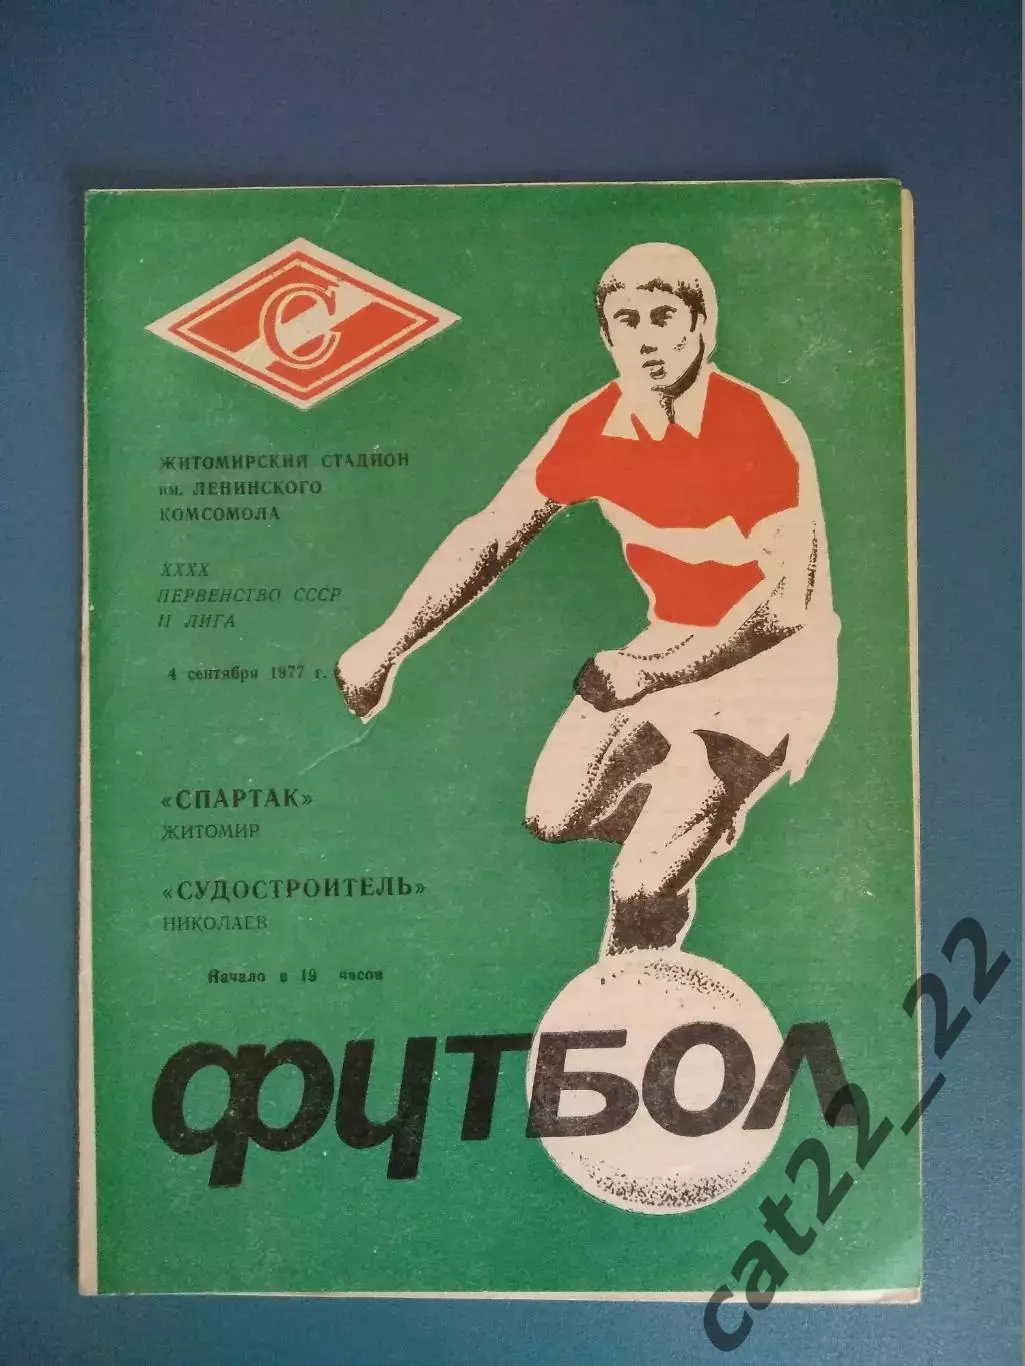 С
ЖИТОМИРСКИЙ СТАДИОН
им. ЛЕНИНСКОГО
КОМСОМОЛА
XXXX
ПЕРВЕНСТВО СССР
II ЛИГА
4 сентября 1977 г.
«СПАРТАК»
ЖИТОМИР
«СУДОСТРОИТЕЛЬ»
НИКОЛАЕВ
Начало в 19 часов
ФУТБОЛ
cat22_22